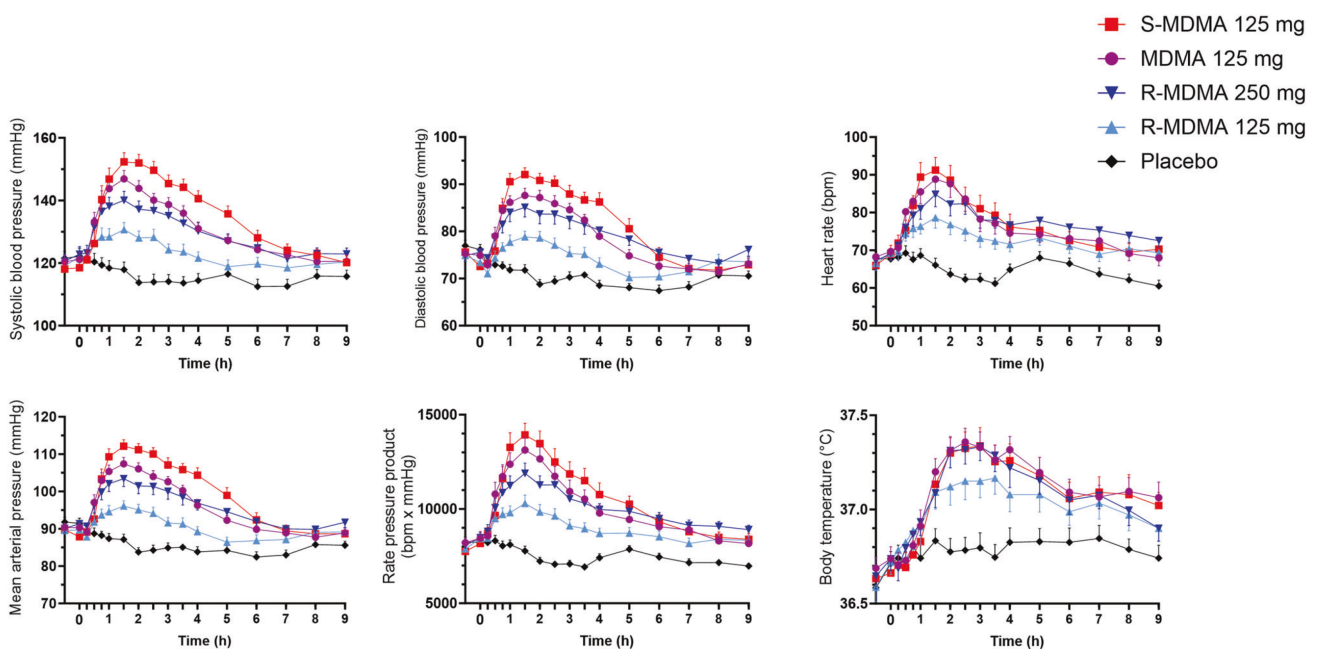 S-MDMA 125 mg
MDMA 125 mg
R-MDMA 250 mg
R-MDMA 125 mg
Placebo
Systolic blood pressure (mmHg)
160
140
120
100
0 1 2 3 4 5 6 7 8 9
Time (h)
Diastolic blood pressure (mmHg)
100
90
80
70
60
0 1 2 3 4 5 6 7 8 9
Time (h)
Heart rate (bpm)
100
90
80
70
60
50
0 1 2 3 4 5 6 7 8 9
Time (h)
Mean arterial pressure (mmHg)
120
110
100
90
80
70
0 1 2 3 4 5 6 7 8 9
Time (h)
Rate pressure product
(bpm x mmHg)
15000
10000
5000
0 1 2 3 4 5 6 7 8 9
Time (h)
Body temperature (°C)
37.5
37.0
36.5
0 1 2 3 4 5 6 7 8 9
Time (h)